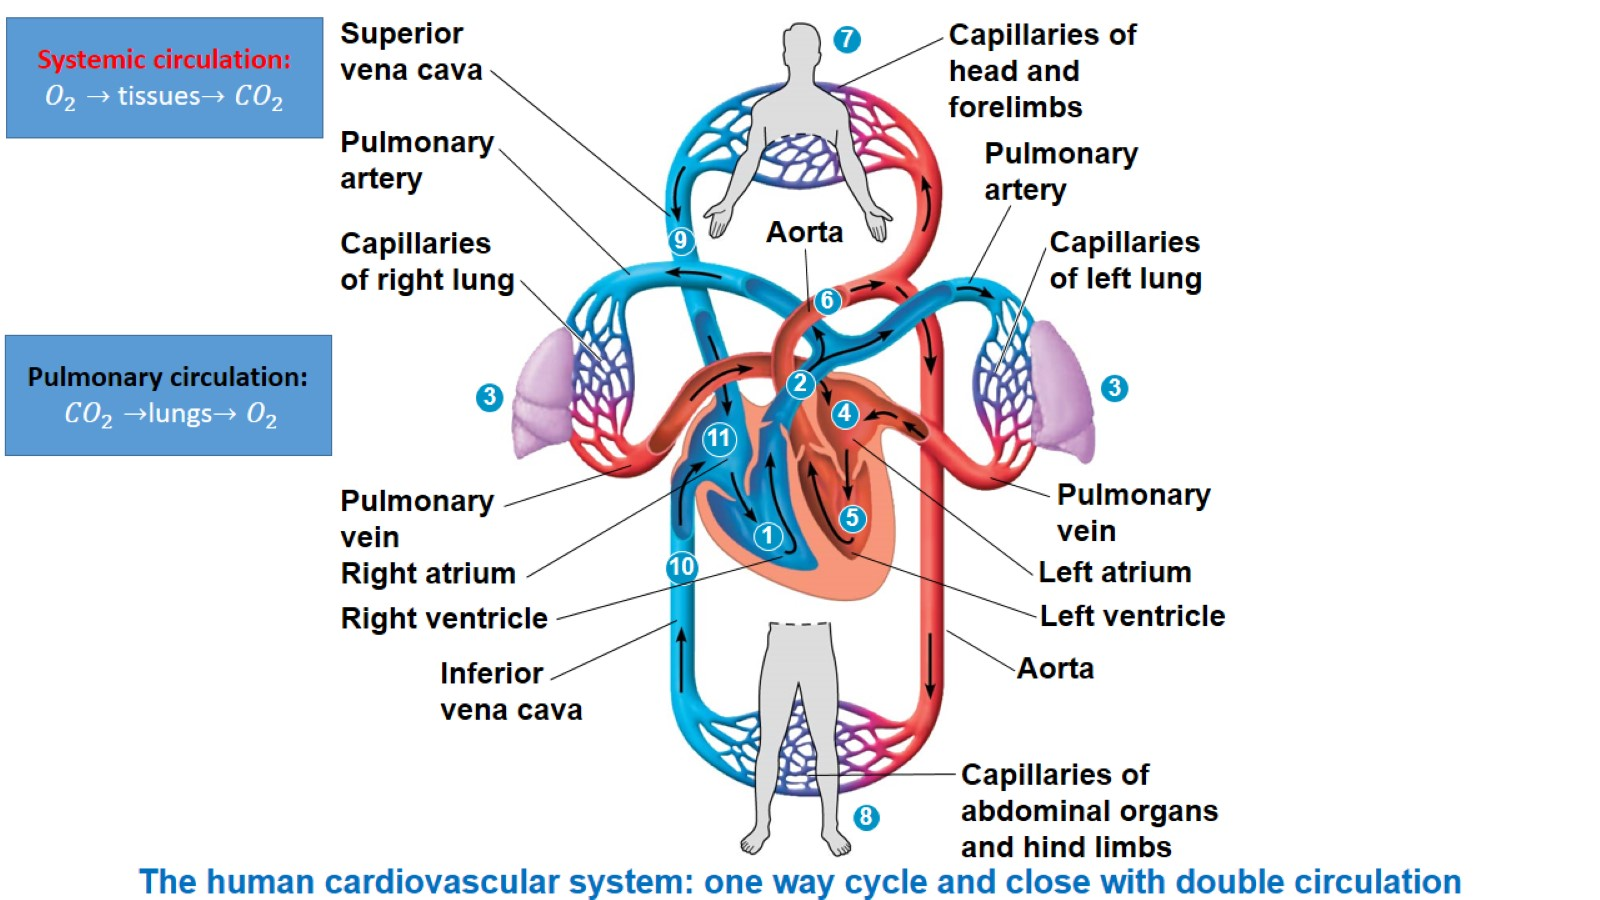 Systemic circulation:
O₂ → tissues→ CO₂
Pulmonary circulation:
CO₂ →lungs→ O₂
Superior
vena cava
Pulmonary
artery
Capillaries
of right lung
Pulmonary
vein
Right atrium
Right ventricle
Inferior
vena cava
Aorta
Capillaries of
head and
forelimbs
Pulmonary
artery
Capillaries
of left lung
Pulmonary
vein
Left atrium
Left ventricle
Aorta
Capillaries of
abdominal organs
and hind limbs
7
9
6
3
2
4
3
11
5
1
10
8
The human cardiovascular system: one way cycle and close with double circulation